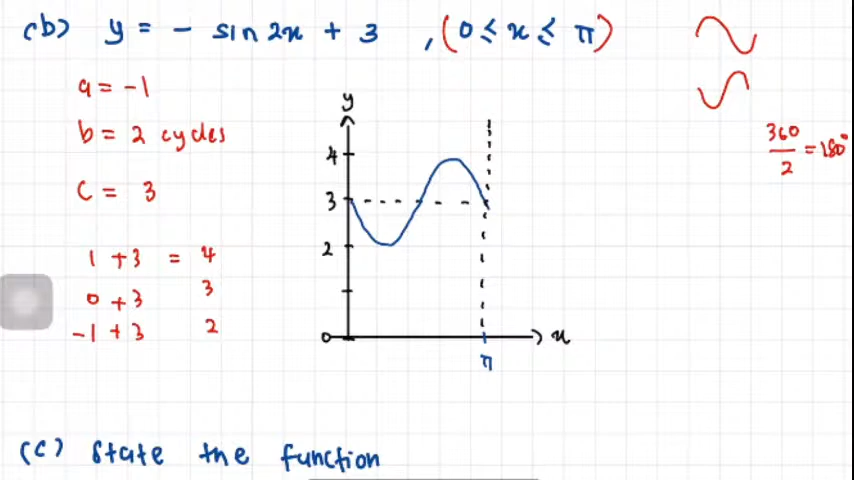 (b) y = - sin 2x + 3 , (0 ≤ x ≤ π)
a = -1
b = 2 cycles
c = 3
360/2 = 180°
1 + 3 = 4
0 + 3 3
-1 + 3 2
y
4
3
2
0
x
π
(c) State the function